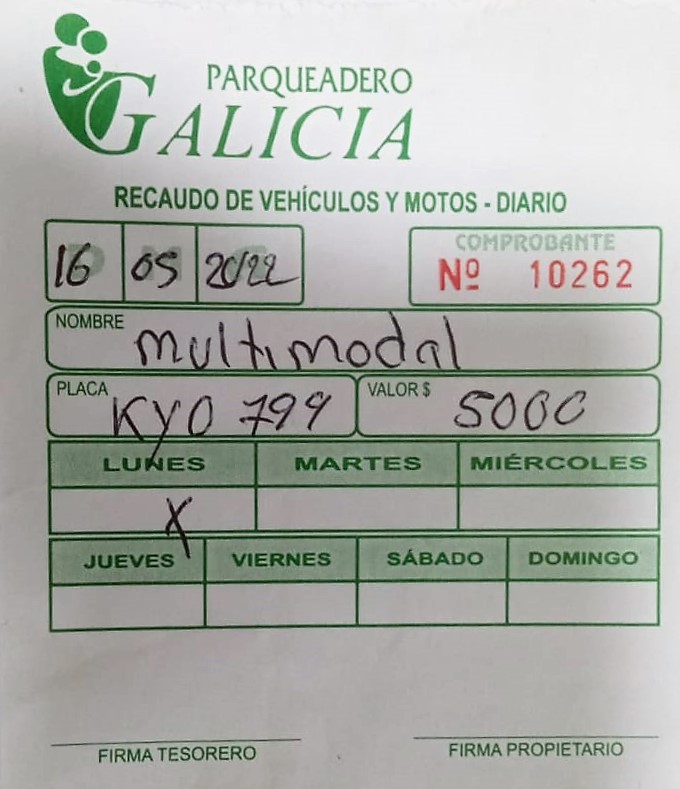 PARQUEADERO
GALICIA
RECAUDO DE VEHÍCULOS Y MOTOS - DIARIO
16 05 2022
COMPROBANTE
Nº 10262
NOMBRE multimodal
PLACA KYO 799 VALOR $ 5000
LUNES MARTES MIÉRCOLES
X
JUEVES VIERNES SÁBADO DOMINGO
FIRMA TESORERO FIRMA PROPIETARIO